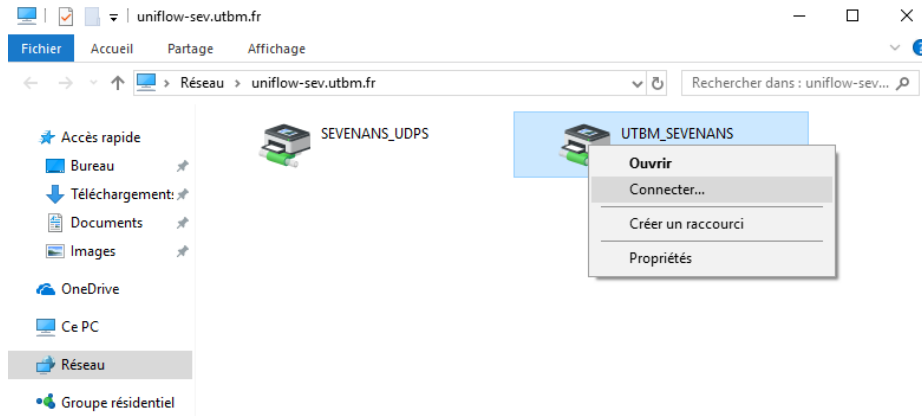 uniflow-sev.utbm.fr
Fichier Accueil Partage Affichage
Réseau > uniflow-sev.utbm.fr Rechercher dans : uniflow-sev...
Accès rapide
Bureau
Téléchargement:
Documents
Images
OneDrive
Ce PC
Réseau
Groupe résidentiel
SEVENANS_UDPS
UTBM_SEVENANS
Ouvrir
Connecter...
Créer un raccourci
Propriétés